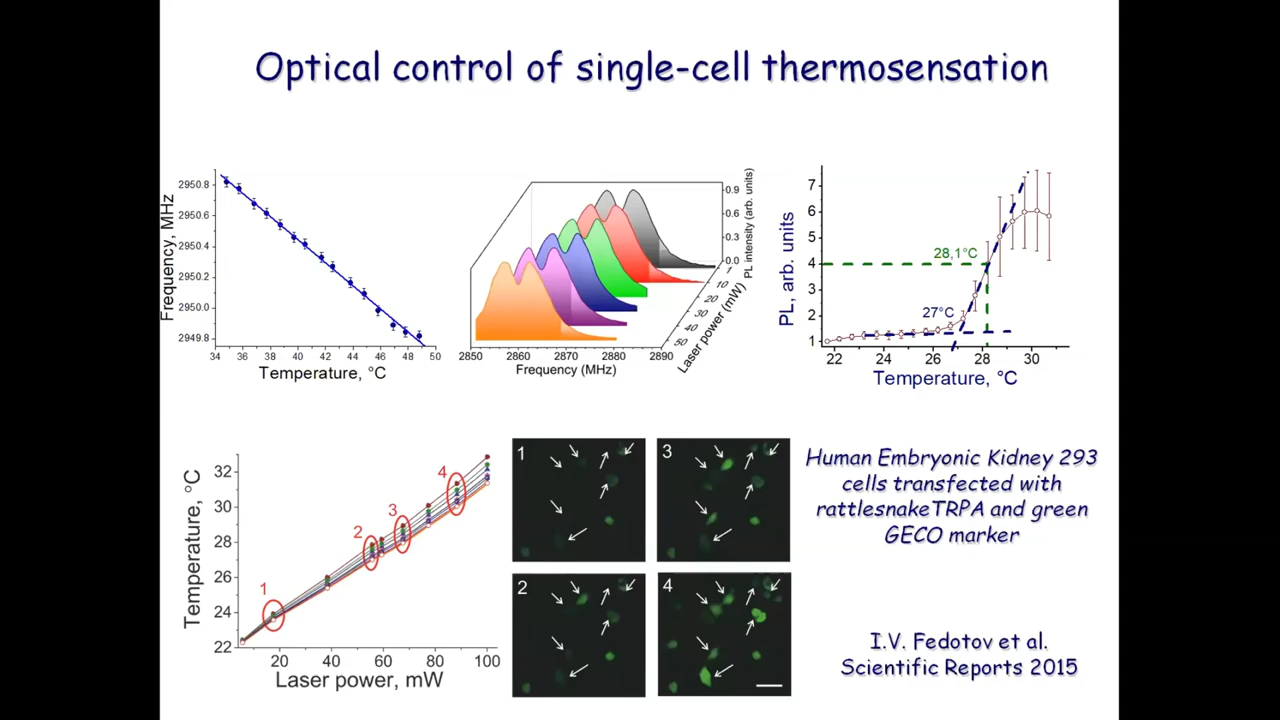 Optical control of single-cell thermosensation
2950.8
2950.6
2950.4
2950.2
2950.0
2949.8
Frequency, MHz
34 36 38 40 42 44 46 48 50
Temperature, °C
0.9
0.6
0.3
0.0
PL intensity (arb. units)
1
10
20
30
40
50
Laser power (mW)
2850 2860 2870 2880 2890
Frequency (MHz)
7
6
5
4
3
2
1
PL, arb. units
28,1°C
27°C
22 24 26 28 30
Temperature, °C
32
30
28
26
24
22
Temperature, °C
1
2
3
4
20 40 60 80 100
Laser power, mW
1
3
2
4
Human Embryonic Kidney 293
cells transfected with
rattlesnakeTRPA and green
GECO marker
I.V. Fedotov et al.
Scientific Reports 2015